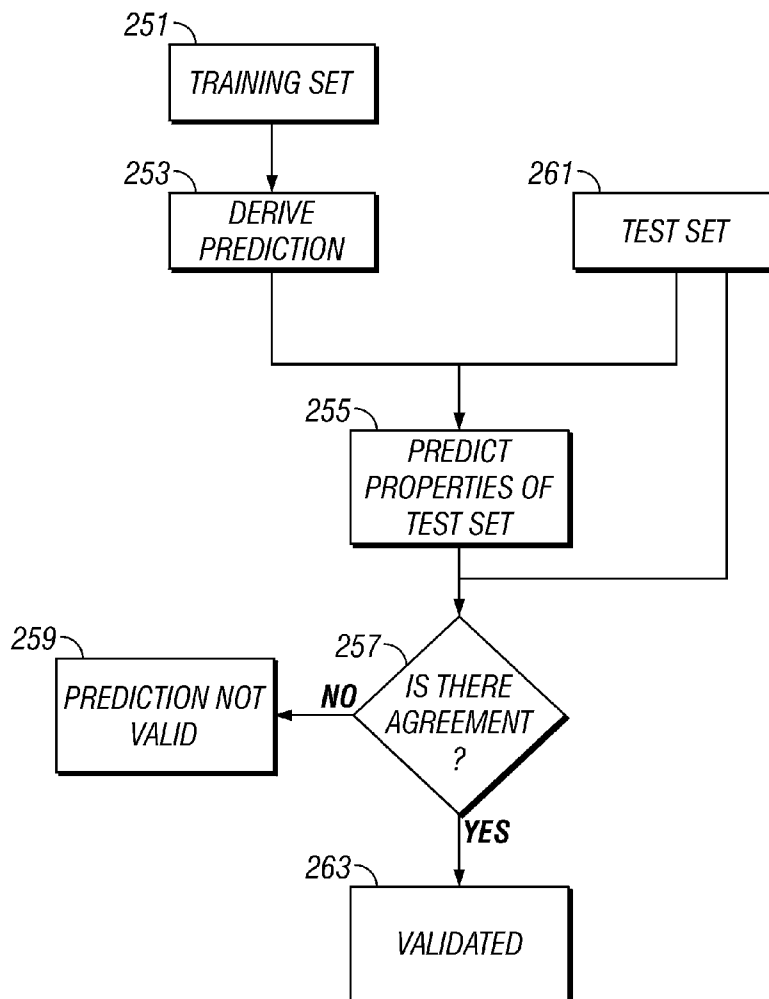 251
TRAINING SET
253
DERIVE
PREDICTION
261
TEST SET
255
PREDICT
PROPERTIES OF
TEST SET
257
IS THERE
AGREEMENT
?
NO
259
PREDICTION NOT
VALID
YES
263
VALIDATED